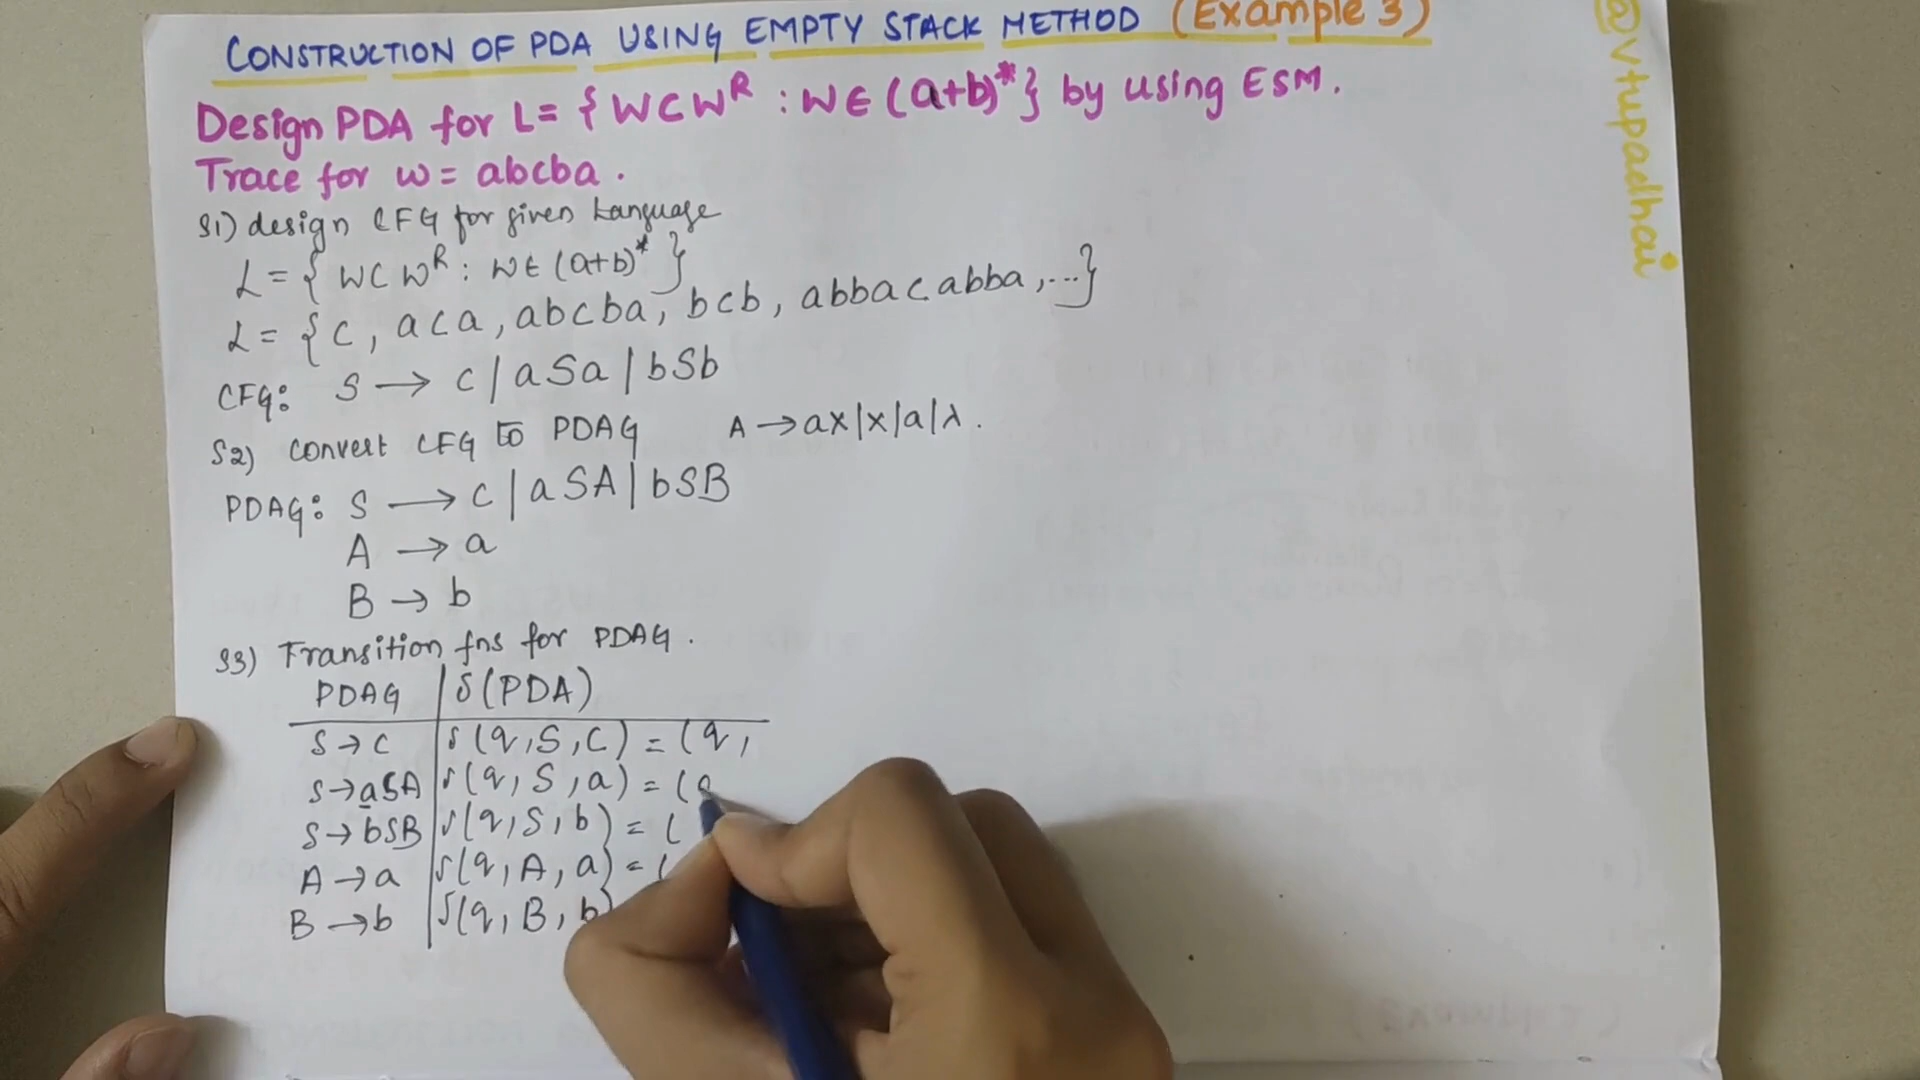 CONSTRUCTION OF PDA USING EMPTY STACK METHOD (Example 3)
Design PDA for L= { WCW^R : W∈(a+b)^*} by using ESM.
Trace for w= abcba.
S1) design CFG for given Language
L = { WCW^R : W∈(a+b)^* }
L = { c, aca, abcba, bcb, abbacabba,...}
CFG: S → c | aSa | bSb
S2) convert CFG to PDAG A → ax|x|a|λ.
PDAG: S → c | aSA | bSB
A → a
B → b
S3) Transition fns for PDAG.
PDAG | δ(PDA)
S→c | δ(q,S,C) = (q,
S→aSA | δ(q,S,a) = (q
S→bSB | δ(q,S,b) = (
A→a | δ(q,A,a) = (
B→b | δ(q,B,b)
@vtupadhai